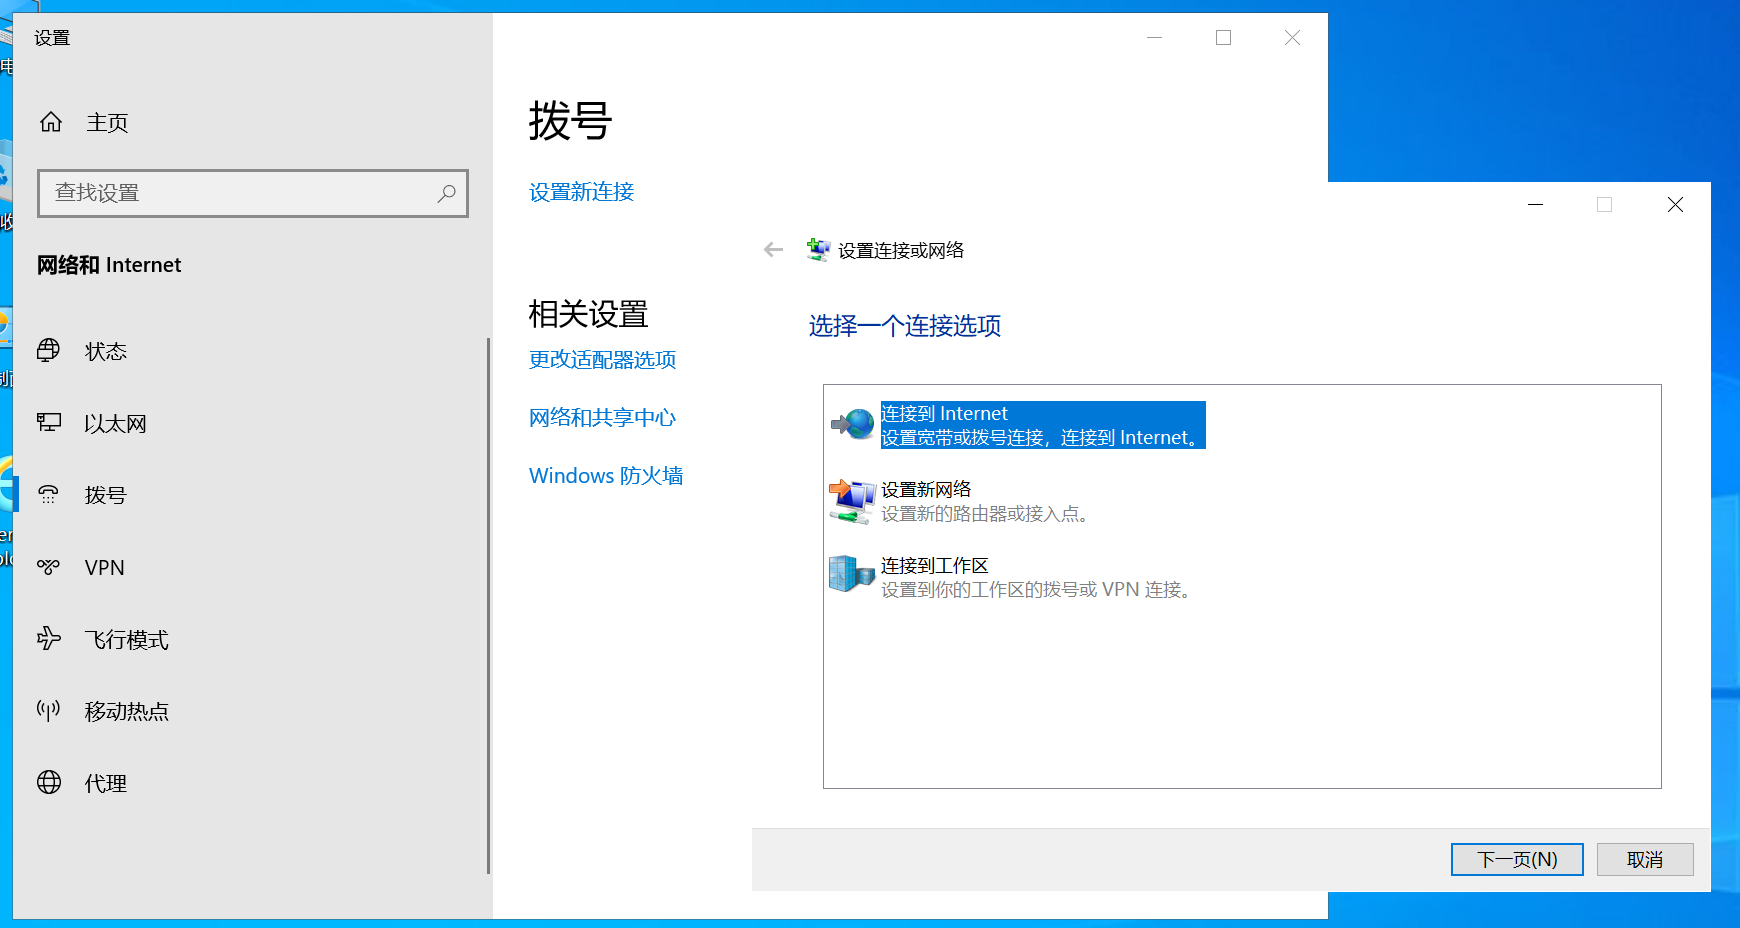 设置
主页
查找设置
网络和 Internet
状态
以太网
拨号
VPN
飞行模式
移动热点
代理
拨号
设置新连接
相关设置
更改适配器选项
网络和共享中心
Windows 防火墙
设置连接或网络
选择一个连接选项
连接到 Internet
设置宽带或拨号连接，连接到 Internet。
设置新网络
设置新的路由器或接入点。
连接到工作区
设置到你的工作区的拨号或 VPN 连接。
下一页(N)
取消